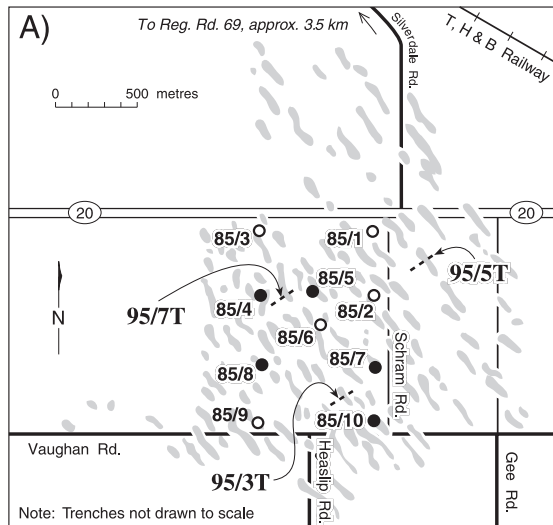 A)
To Reg. Rd. 69, approx. 3.5 km
Silverdale Rd.
T, H & B Railway
0 500 metres
20
20
85/3
85/1
85/5
95/5T
95/7T
85/4
85/2
N
85/6
Schram Rd.
85/8
85/7
85/9
85/10
Vaughan Rd.
95/3T
Heaslip Rd.
Gee Rd.
Note: Trenches not drawn to scale